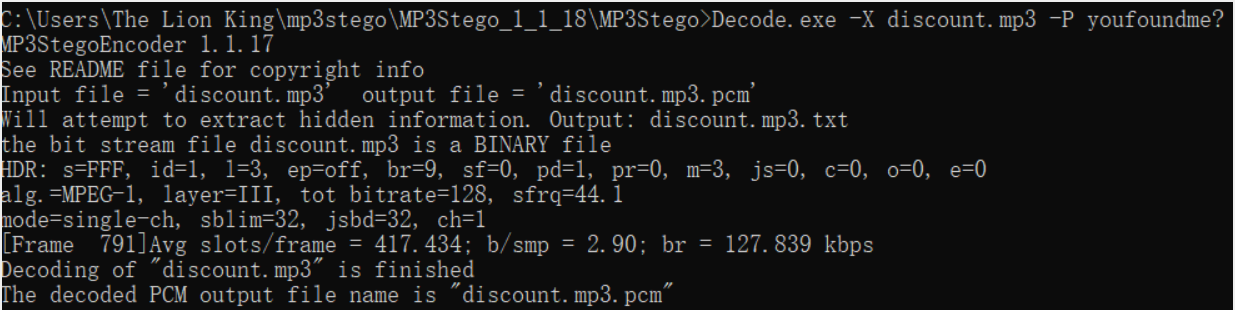 C:\Users\The Lion King\mp3stego\MP3Stego_1_1_18\MP3Stego>Decode.exe -X discount.mp3 -P youfoundme?
MP3StegoEncoder 1.1.17
See README file for copyright info
Input file = 'discount.mp3'  output file = 'discount.mp3.pcm'
Will attempt to extract hidden information. Output: discount.mp3.txt
the bit stream file discount.mp3 is a BINARY file
HDR: s=FFF, id=1, l=3, ep=off, br=9, sf=0, pd=1, pr=0, m=3, js=0, c=0, o=0, e=0
alg.=MPEG-1, layer=III, tot bitrate=128, sfrq=44.1
mode=single-ch, sblim=32, jsbd=32, ch=1
[Frame  791]Avg slots/frame = 417.434; b/smp = 2.90; br = 127.839 kbps
Decoding of "discount.mp3" is finished
The decoded PCM output file name is "discount.mp3.pcm"